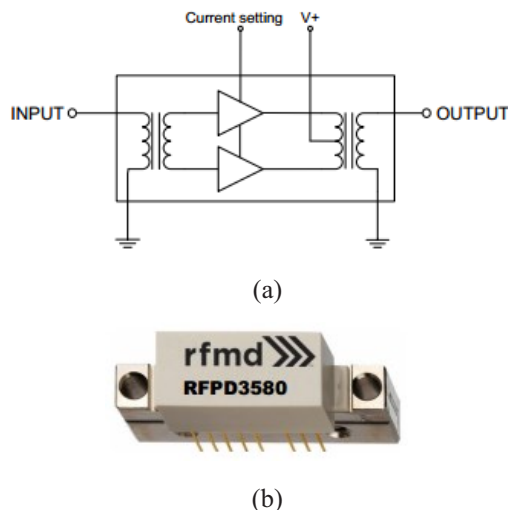 Current setting V+
INPUT OUTPUT
(a)
rfmd
RFPD3580
(b)